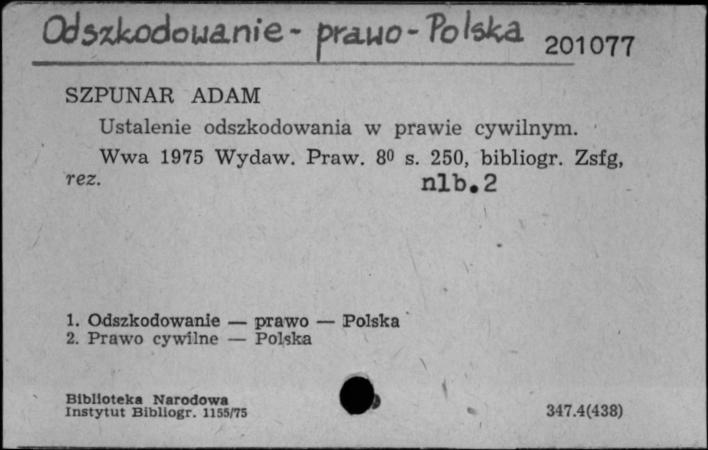 Odszkodowanie - prawo - Polska 201077
SZPUNAR ADAM
Ustalenie odszkodowania w prawie cywilnym.
Wwa 1975 Wydaw. Praw. 8⁰ s. 250, bibliogr. Zsfg,
rez. nlb.2
1. Odszkodowanie — prawo — Polska
2. Prawo cywilne — Polska
Biblioteka Narodowa
Instytut Bibliogr. 1155/75 347.4(438)